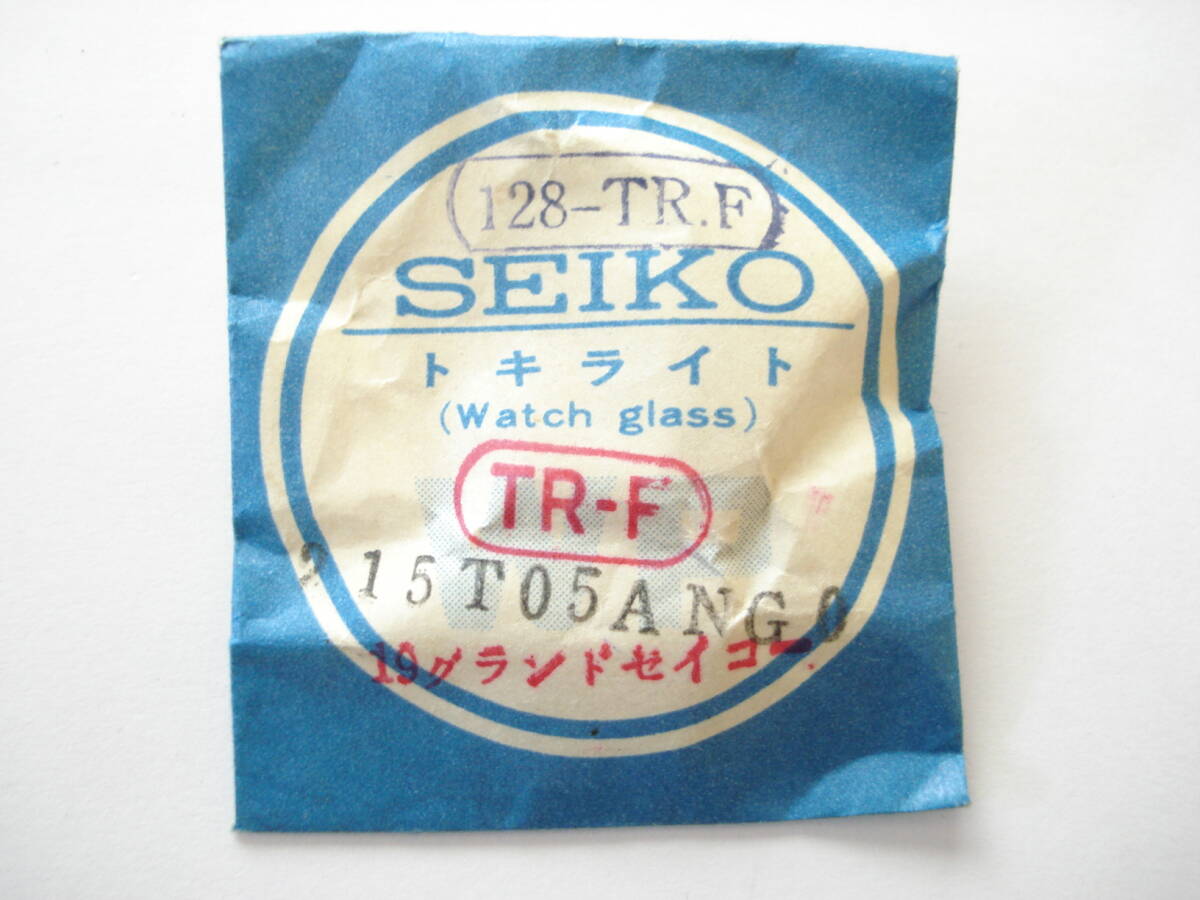 128-TR.F
SEIKO
トキライト
(Watch glass)
TR-F
315T05ANG0
19グランドセイコー